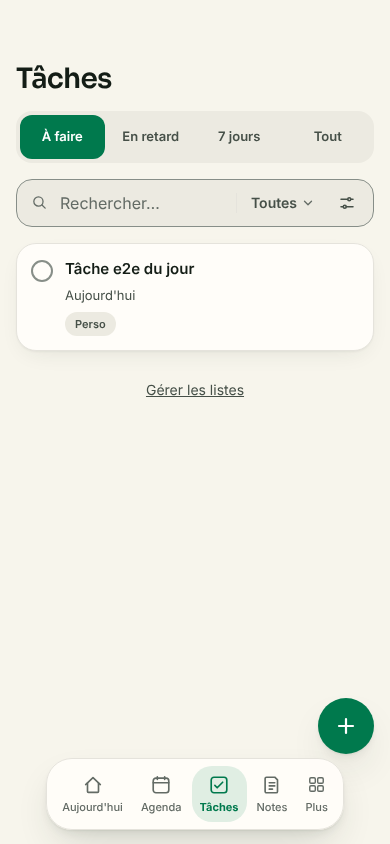 Tâches
À faire En retard 7 jours Tout
Rechercher... Toutes
Tâche e2e du jour
Aujourd'hui
Perso
Gérer les listes
Aujourd'hui Agenda Tâches Notes Plus